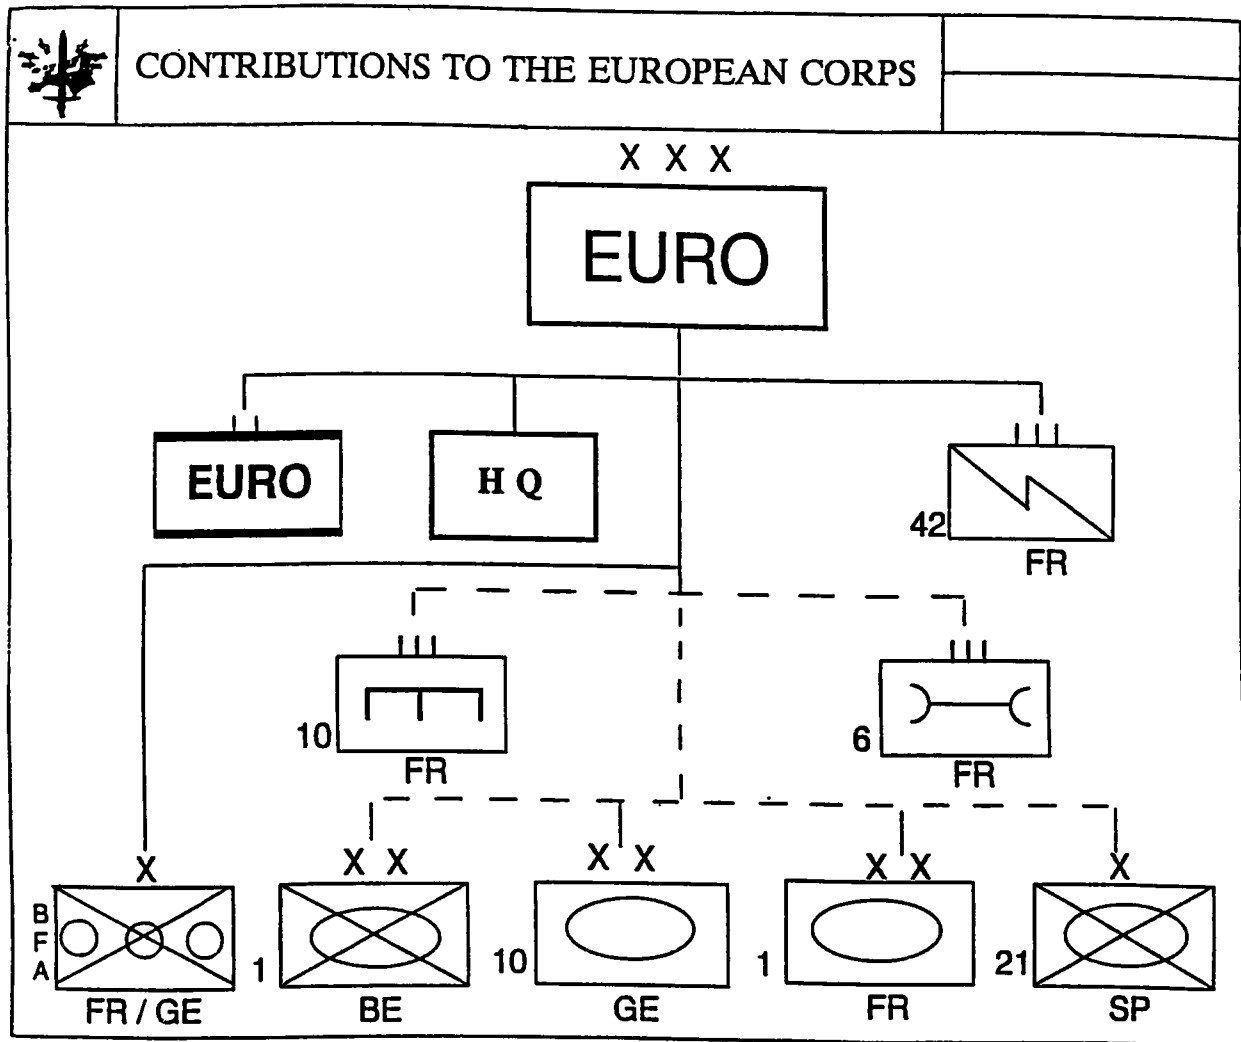 CONTRIBUTIONS TO THE EUROPEAN CORPS
X X X
EURO
EURO
H Q
42
FR
10
FR
6
FR
X
X X
X X
X X
X
B
F
A
1
10
1
21
FR / GE
BE
GE
FR
SP